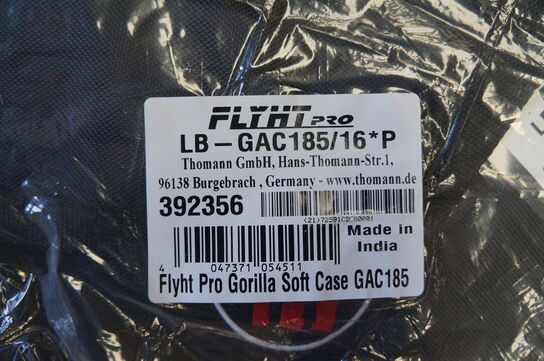 FLYHT PRO
LB-GAC185/16*P
Thomann GmbH, Hans-Thomann-Str.1,
96138 Burgebrach , Germany - www.thomann.de
392356
Made in
India
4 047371 054511
Flyht Pro Gorilla Soft Case GAC185